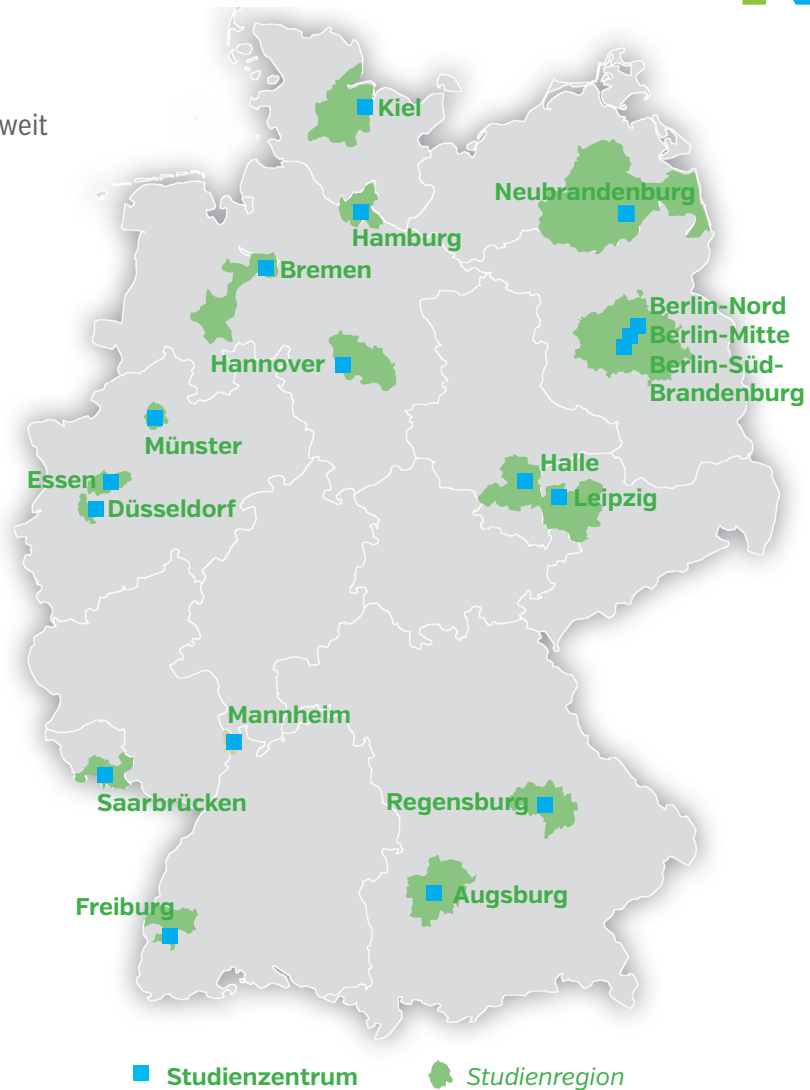 weit
Kiel
Neubrandenburg
Hamburg
Bremen
Berlin-Nord
Berlin-Mitte
Berlin-Süd-
Brandenburg
Hannover
Münster
Halle
Essen
Leipzig
Düsseldorf
Mannheim
Saarbrücken
Regensburg
Augsburg
Freiburg
Studienzentrum
Studienregion